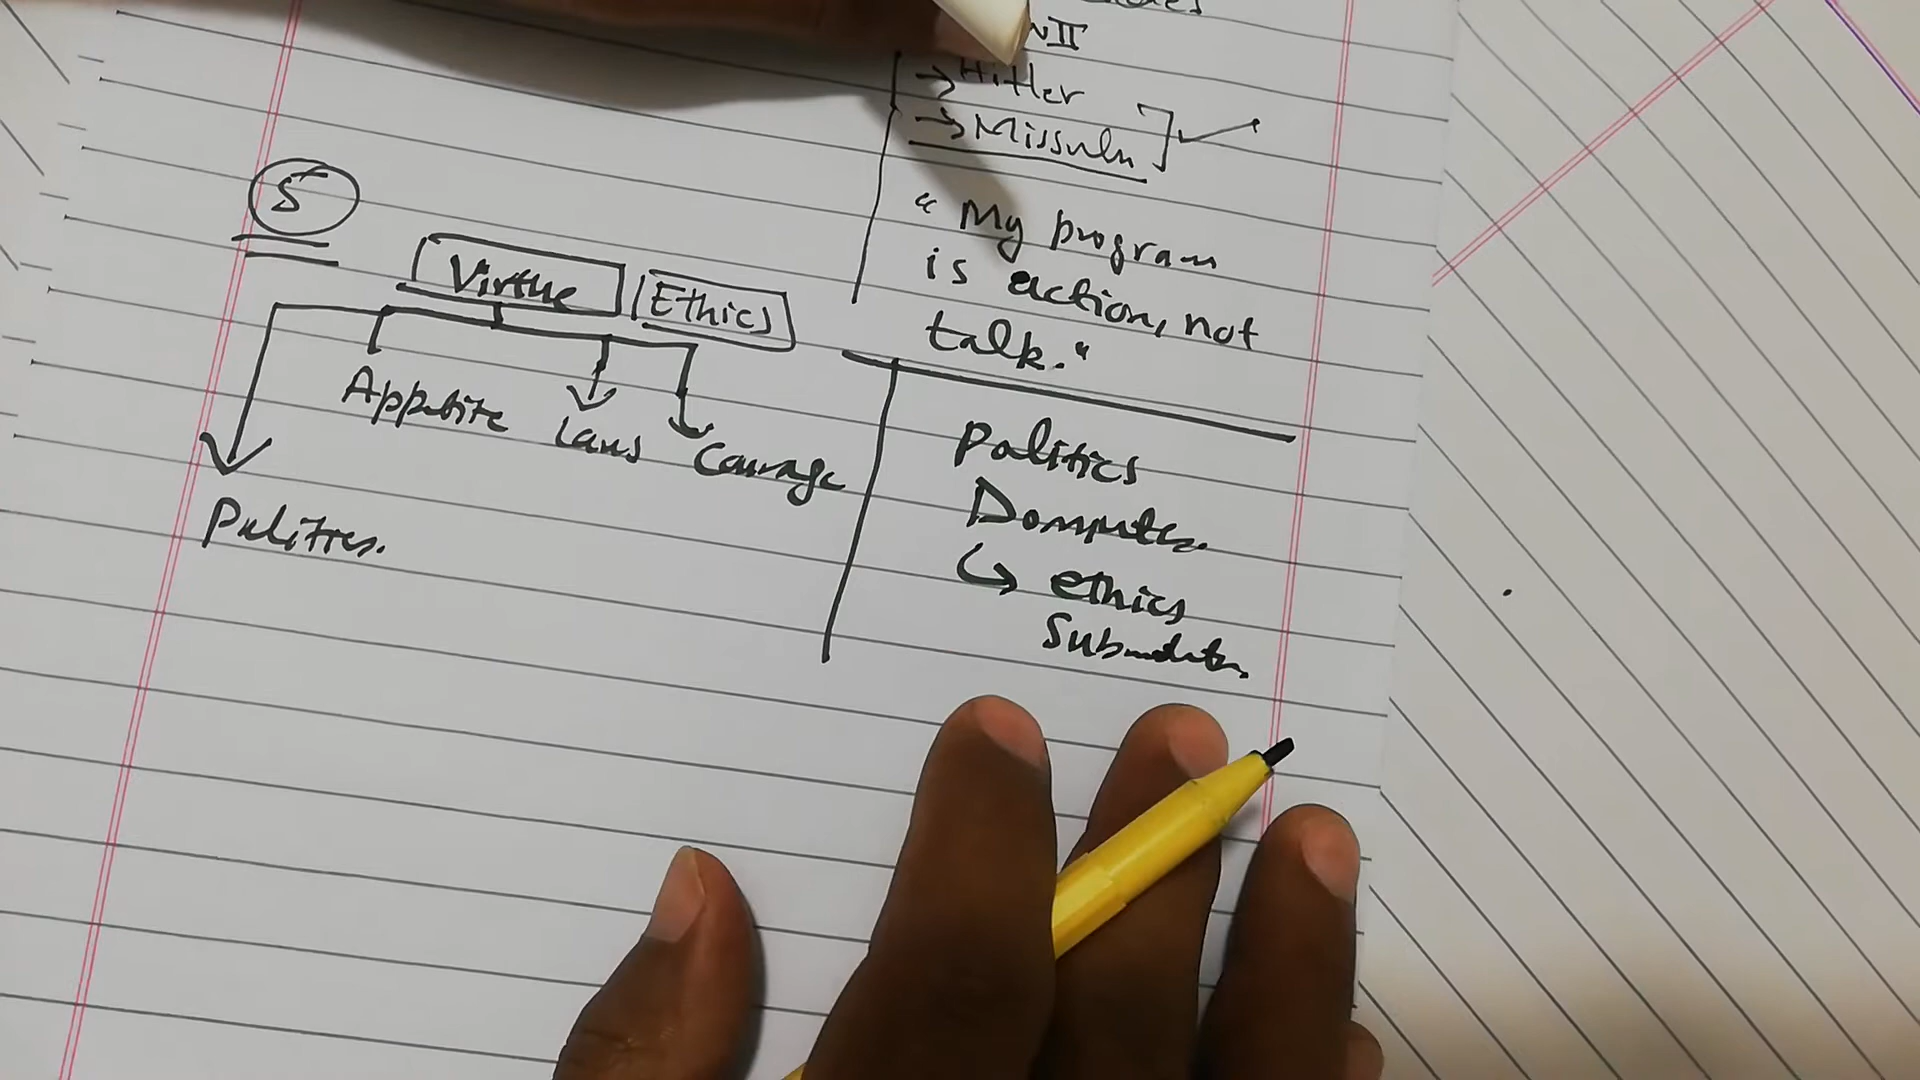 WII
→ Hitler
→ Missuln
"My program
is action, not
talk."
5
Virtue Ethics
Appetite Laws Courage
Politics.
Politics
Dominates.
↳ ethics